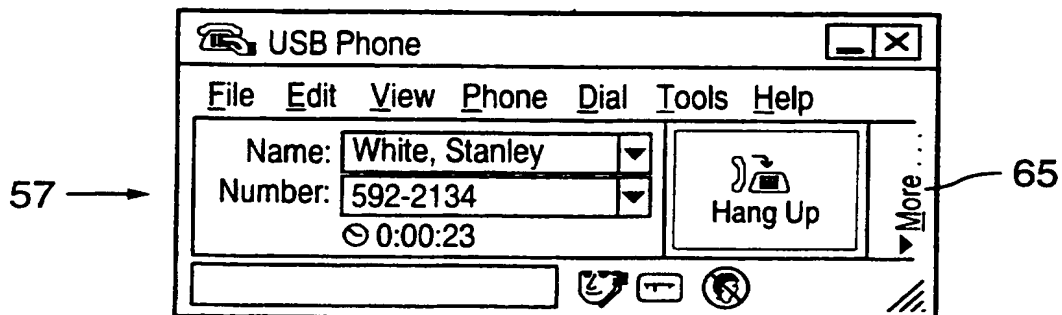 USB Phone
File Edit View Phone Dial Tools Help
Name: White, Stanley
Number: 592-2134
0:00:23
Hang Up
More...
57
65